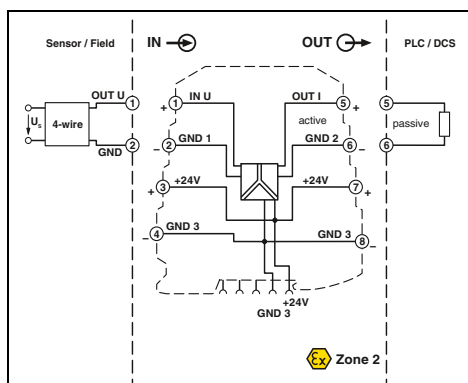 Sensor / Field IN OUT PLC / DCS
OUT U 1 1 IN U OUT I 5 5
+ +
Us 4-wire active passive
GND 2 2 GND 1 GND 2 6 6
– –
3 +24V +24V 7
+ +
4 GND 3 GND 3 8
– –
+24V
GND 3
Ex Zone 2